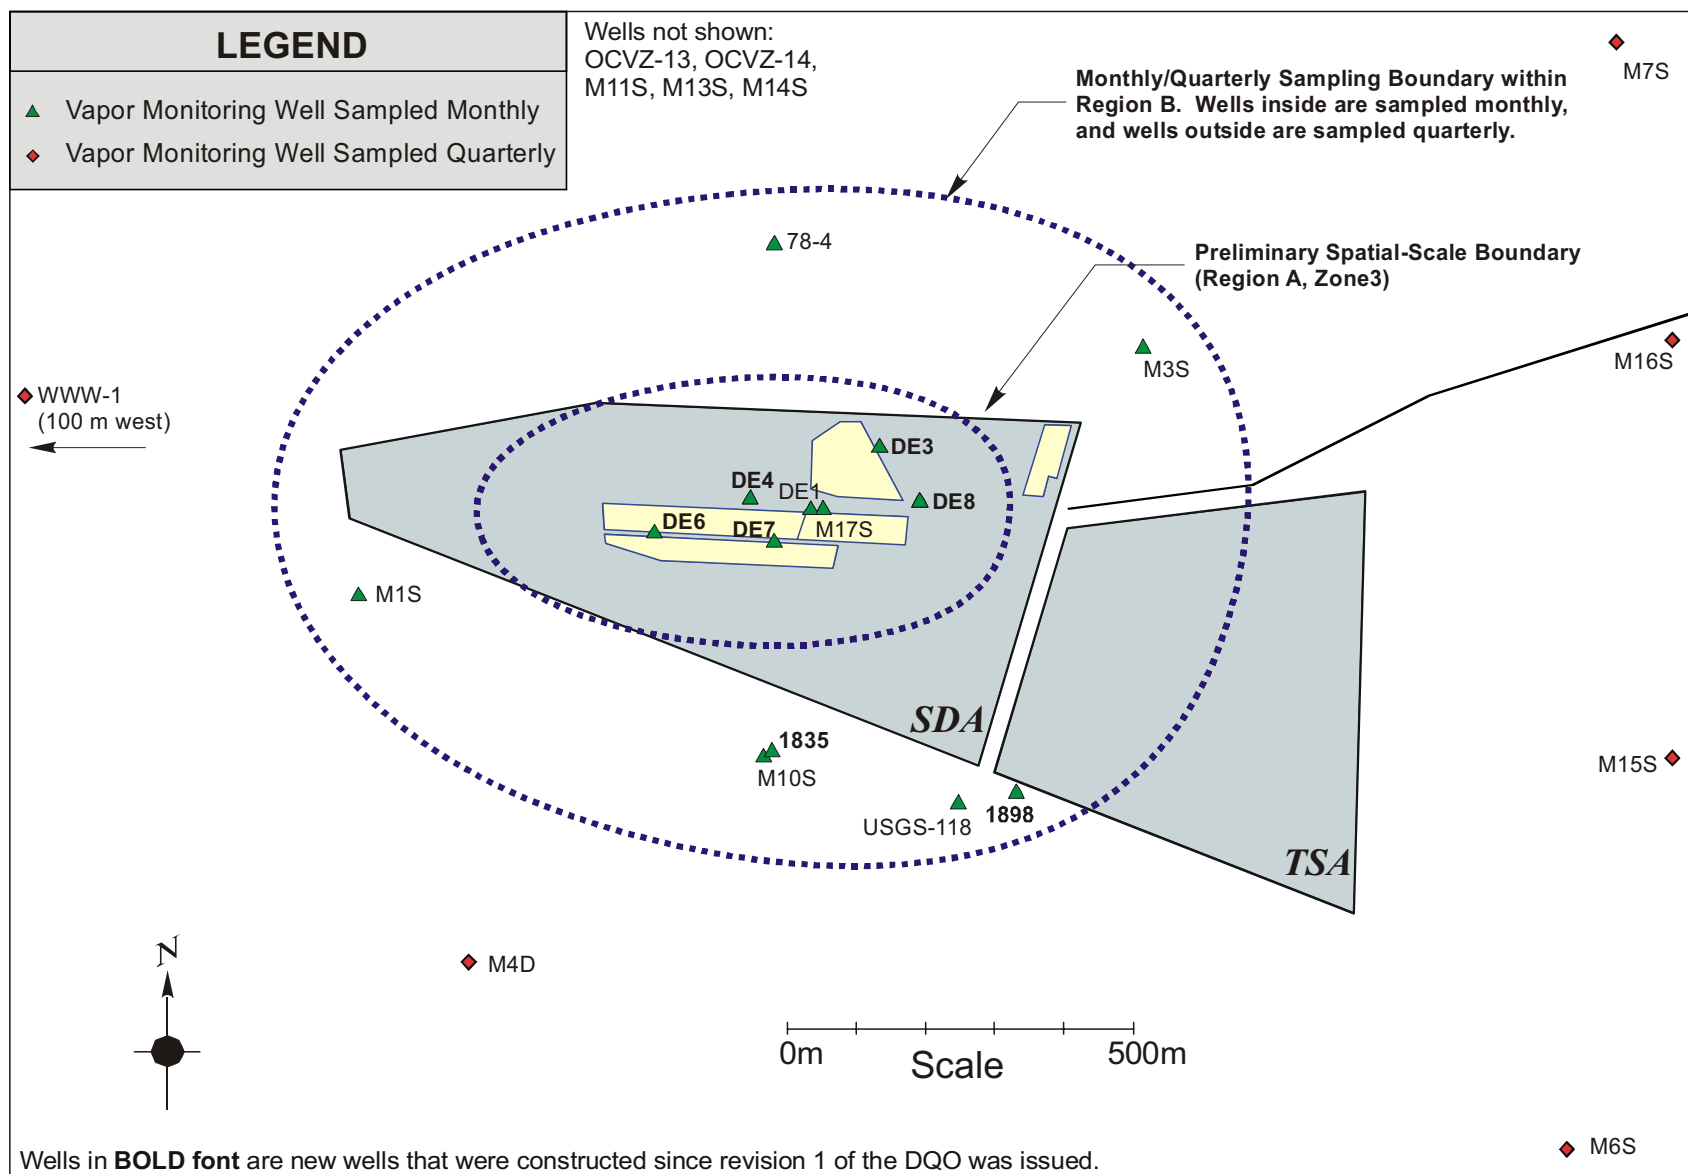 LEGEND
Vapor Monitoring Well Sampled Monthly
Vapor Monitoring Well Sampled Quarterly
Wells not shown:
OCVZ-13, OCVZ-14,
M11S, M13S, M14S
Monthly/Quarterly Sampling Boundary within
Region B. Wells inside are sampled monthly,
and wells outside are sampled quarterly.
M7S
78-4
Preliminary Spatial-Scale Boundary
(Region A, Zone3)
M3S
M16S
WWW-1
(100 m west)
DE3
DE4
DE1
DE8
DE6
DE7
M17S
M1S
SDA
1835
M10S
USGS-118
1898
TSA
M15S
M4D
N
0m
500m
Scale
M6S
Wells in BOLD font are new wells that were constructed since revision 1 of the DQO was issued.